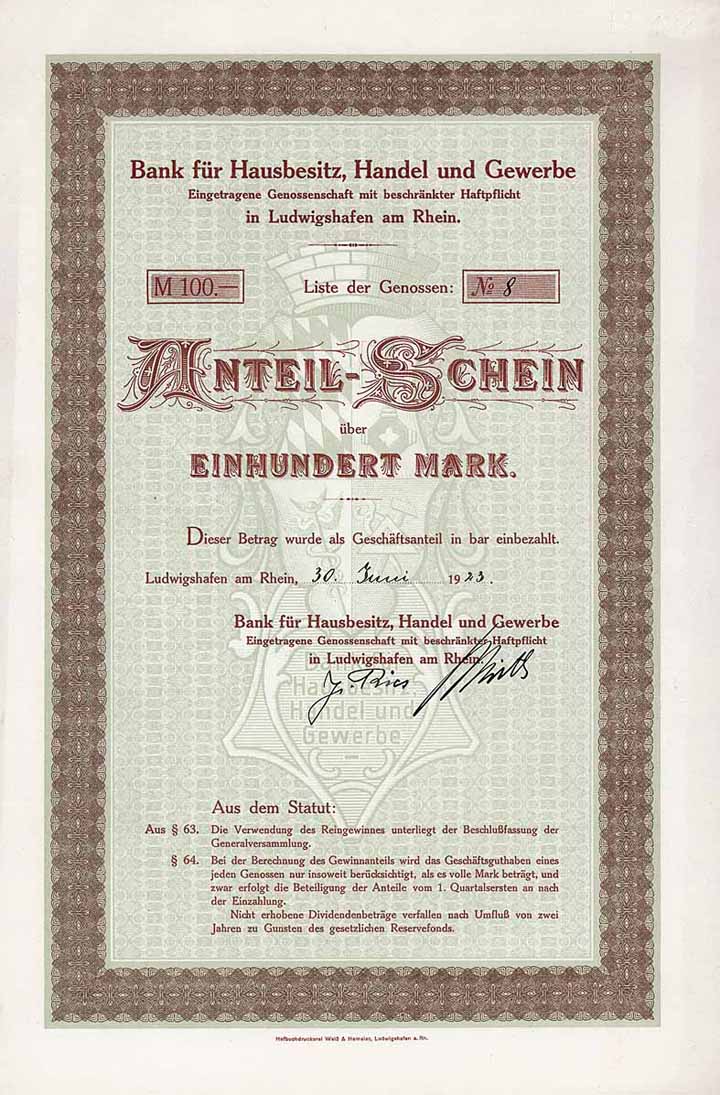 Bank für Hausbesitz, Handel und Gewerbe
Eingetragene Genossenschaft mit beschränkter Haftpflicht
in Ludwigshafen am Rhein.
M 100.— Liste der Genossen: No 8
ANTEIL-SCHEIN
über
EINHUNDERT MARK.
Dieser Betrag wurde als Geschäftsanteil in bar einbezahlt.
Ludwigshafen am Rhein, 30. Juni 1923.
Bank für Hausbesitz, Handel und Gewerbe
Eingetragene Genossenschaft mit beschränkter Haftpflicht
in Ludwigshafen am Rhein.
Bank für
Hausbesitz,
Handel und
Gewerbe
Aus dem Statut:
Aus § 63. Die Verwendung des Reingewinnes unterliegt der Beschlußfassung der
Generalversammlung.
§ 64. Bei der Berechnung des Gewinnanteils wird das Geschäftsguthaben eines
jeden Genossen nur insoweit berücksichtigt, als es volle Mark beträgt, und
zwar erfolgt die Beteiligung der Anteile vom 1. Quartalsersten an nach
der Einzahlung.
Nicht erhobene Dividendenbeträge verfallen nach Umfluß von zwei
Jahren zu Gunsten des gesetzlichen Reservefonds.
Hofbuchdruckerei Weiß & Hameier, Ludwigshafen a. Rh.